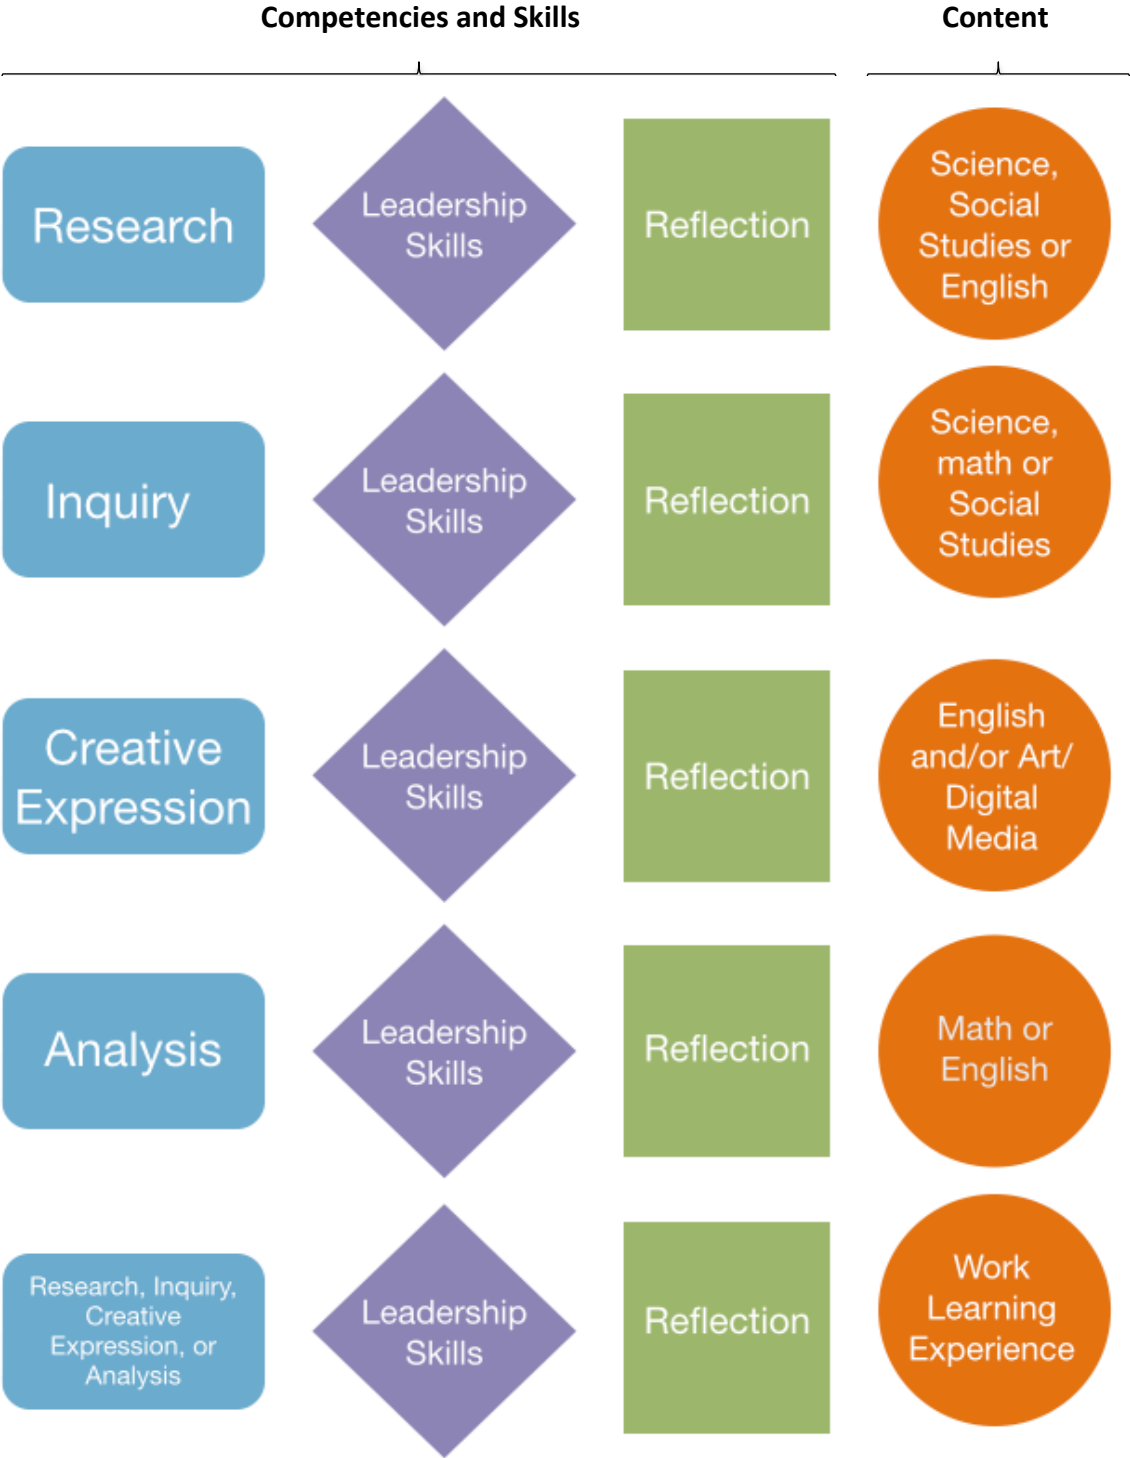 Competencies and Skills
Content
Research
Leadership
Skills
Reflection
Science,
Social
Studies or
English
Inquiry
Leadership
Skills
Reflection
Science,
math or
Social
Studies
Creative
Expression
Leadership
Skills
Reflection
English
and/or Art/
Digital
Media
Analysis
Leadership
Skills
Reflection
Math or
English
Research, Inquiry,
Creative
Expression, or
Analysis
Leadership
Skills
Reflection
Work
Learning
Experience